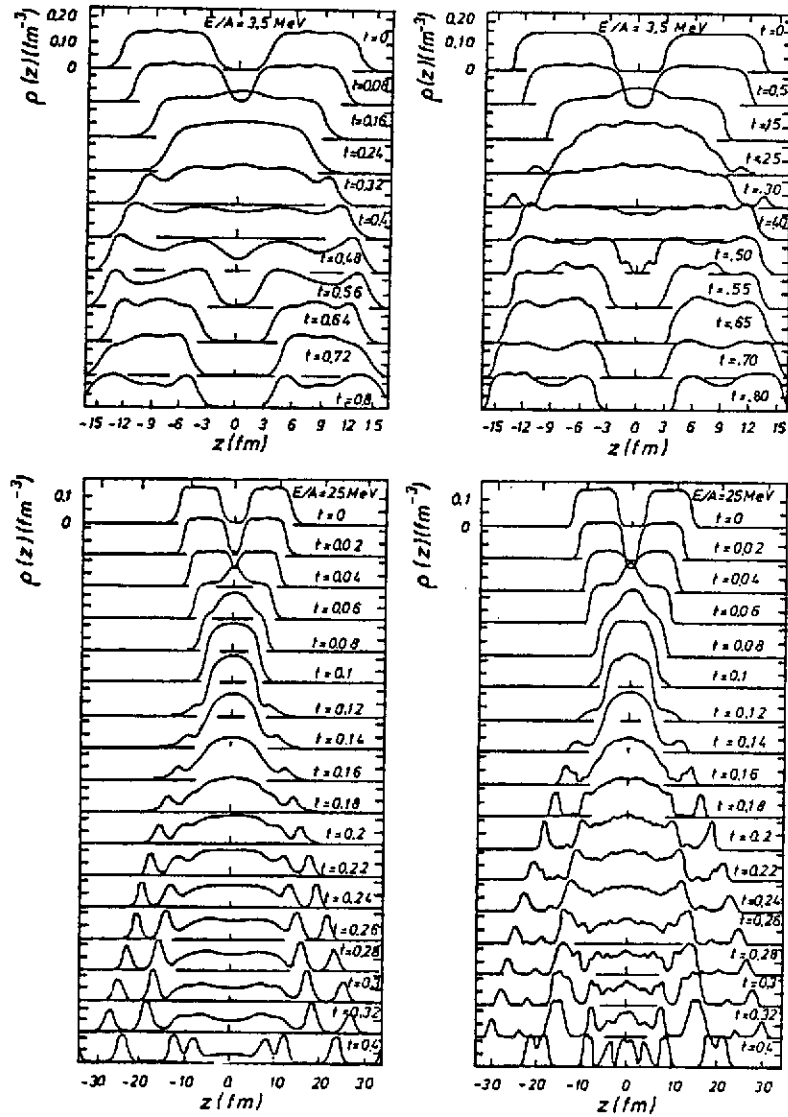 E/A = 3,5 MeV
ρ(z)(fm⁻³)
0,20
0,10
0
t=0
t=0,08
t=0,16
t=0,24
t=0,32
t=0,4
t=0,48
t=0,56
t=0,64
t=0,72
t=0,8
-15 -12 -9 -6 -3 0 3 6 9 12 15
z(fm)
E/A = 3,5 MeV
ρ(z)(fm⁻³)
0,20
0,10
0
t=0
t=0,5
t=,15
t=,25
t=.30
t=.40
t=.50
t=.55
t=.65
t=.70
t=.80
-15 -12 -9 -6 -3 0 3 6 9 12 15
z(fm)
E/A=25MeV
ρ(z)(fm⁻³)
0,1
0
t=0
t=0,02
t=0,04
t=0,06
t=0,08
t=0,1
t=0,12
t=0,14
t=0,16
t=0,18
t=0,2
t=0,22
t=0,24
t=0,26
t=0,28
t=0,3
t=0,32
t=0,4
-30 -20 -10 0 10 20 30
z(fm)
E/A=25MeV
ρ(z)(fm⁻³)
0,1
0
t=0
t=0,02
t=0,04
t=0,06
t=0,08
t=0,1
t=0,12
t=0,14
t=0,16
t=0,18
t=0,2
t=0,22
t=0,24
t=0,26
t=0,28
t=0,3
t=0,32
t=0,4
-30 -20 -10 0 10 20 30
z(fm)